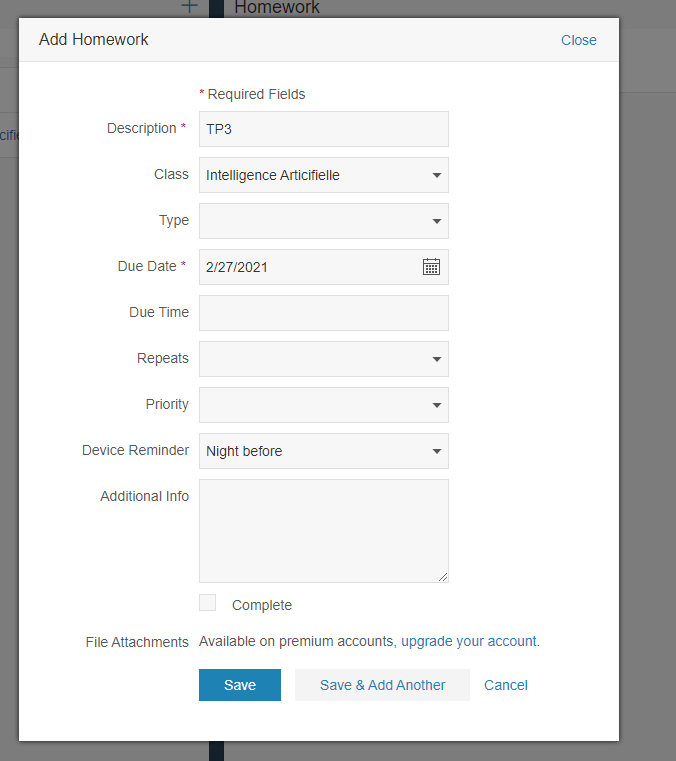 Homework
Add Homework
Close
* Required Fields
Description *
TP3
Class
Intelligence Articifielle
Type
Due Date *
2/27/2021
Due Time
Repeats
Priority
Device Reminder
Night before
Additional Info
Complete
File Attachments
Available on premium accounts, upgrade your account.
Save
Save & Add Another
Cancel